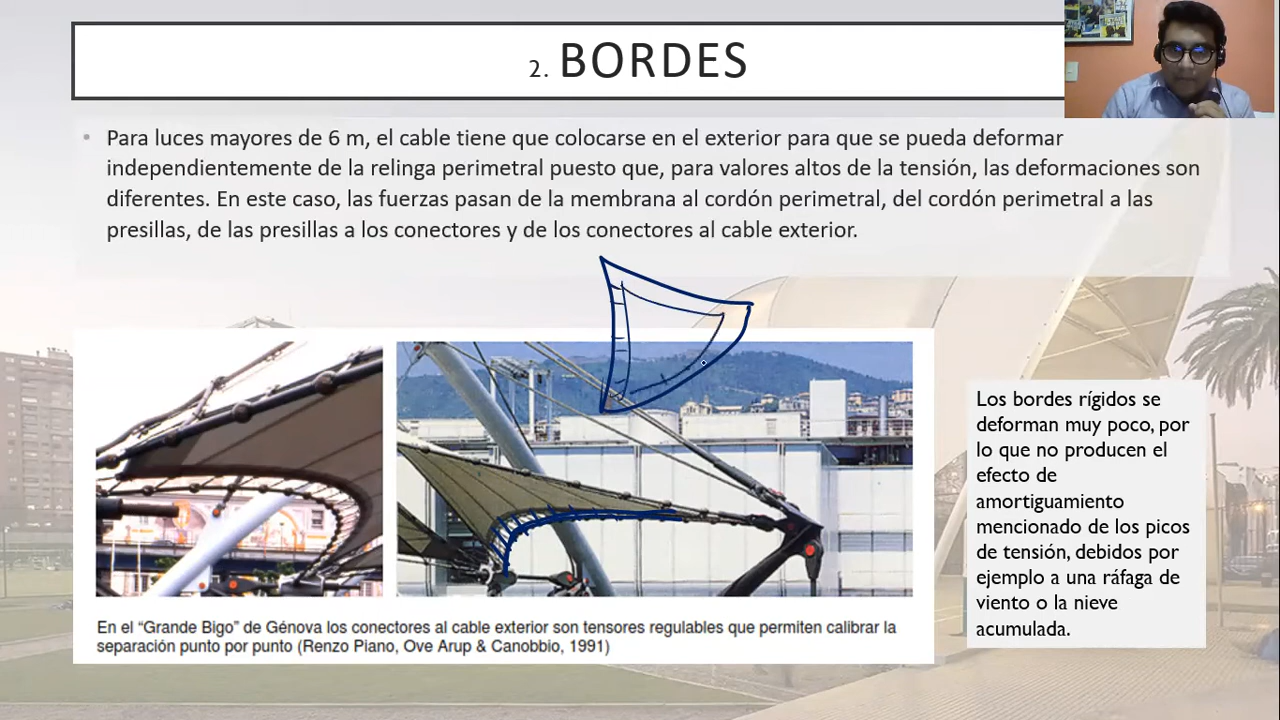 2. BORDES
• Para luces mayores de 6 m, el cable tiene que colocarse en el exterior para que se pueda deformar
independientemente de la relinga perimetral puesto que, para valores altos de la tensión, las deformaciones son
diferentes. En este caso, las fuerzas pasan de la membrana al cordón perimetral, del cordón perimetral a las
presillas, de las presillas a los conectores y de los conectores al cable exterior.
Los bordes rígidos se
deforman muy poco, por
lo que no producen el
efecto de
amortiguamiento
mencionado de los picos
de tensión, debidos por
ejemplo a una ráfaga de
viento o la nieve
acumulada.
En el “Grande Bigo” de Génova los conectores al cable exterior son tensores regulables que permiten calibrar la
separación punto por punto (Renzo Piano, Ove Arup & Canobbio, 1991)